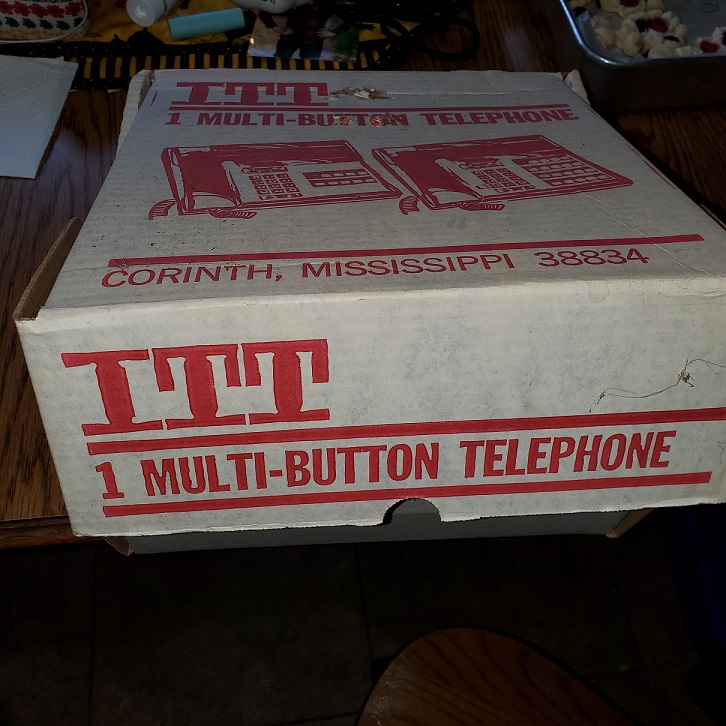 ITT
1 MULTI-BUTTON TELEPHONE
CORINTH, MISSISSIPPI 38834
ITT
1 MULTI-BUTTON TELEPHONE